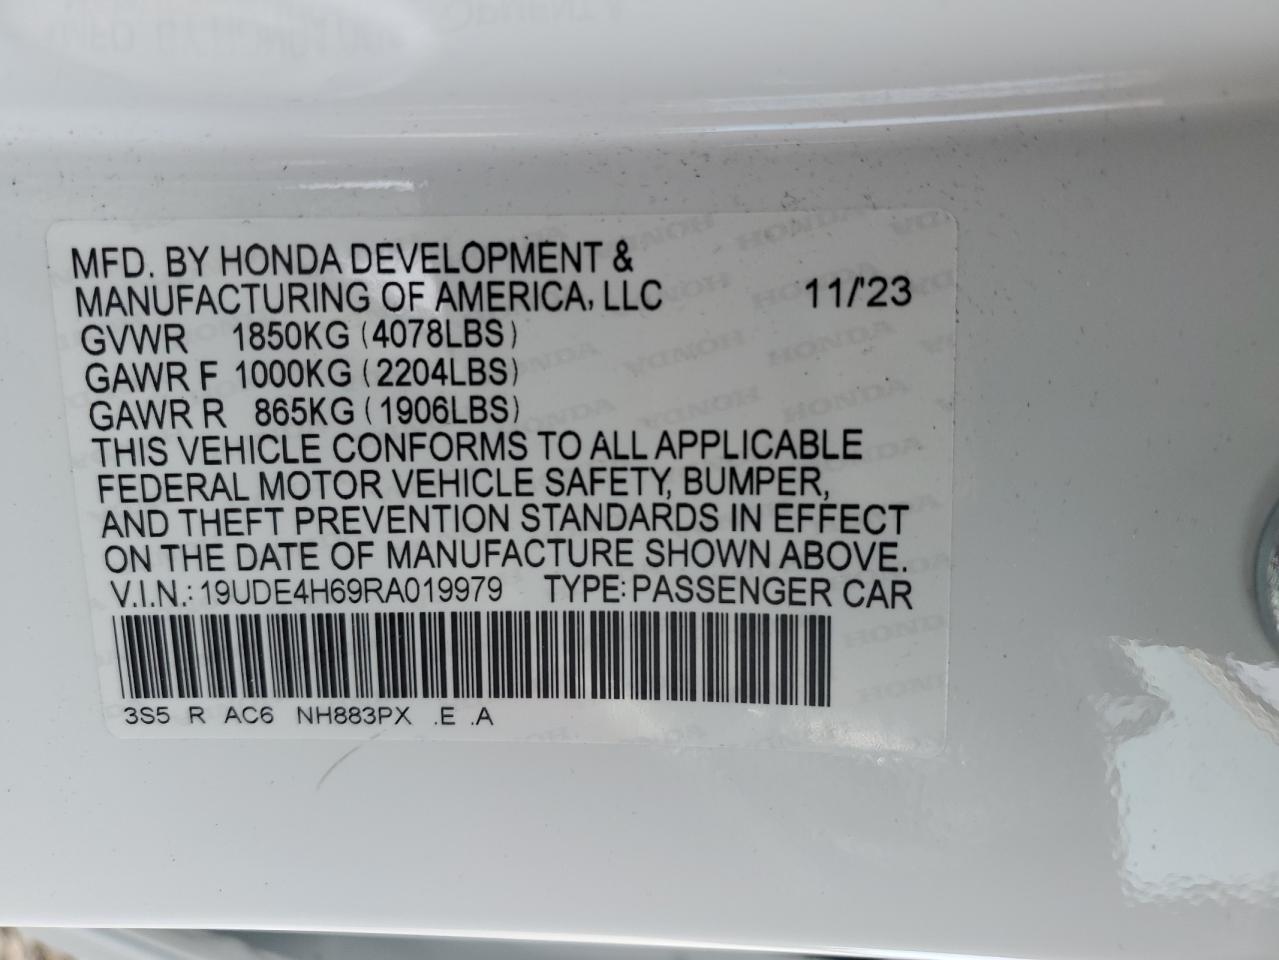 MFD. BY HONDA DEVELOPMENT &
MANUFACTURING OF AMERICA, LLC 11/'23
GVWR 1850KG (4078LBS)
GAWR F 1000KG (2204LBS)
GAWR R 865KG (1906LBS)
THIS VEHICLE CONFORMS TO ALL APPLICABLE
FEDERAL MOTOR VEHICLE SAFETY, BUMPER,
AND THEFT PREVENTION STANDARDS IN EFFECT
ON THE DATE OF MANUFACTURE SHOWN ABOVE.
V.I.N.: 19UDE4H69RA019979 TYPE: PASSENGER CAR
3S5 R AC6 NH883PX .E .A